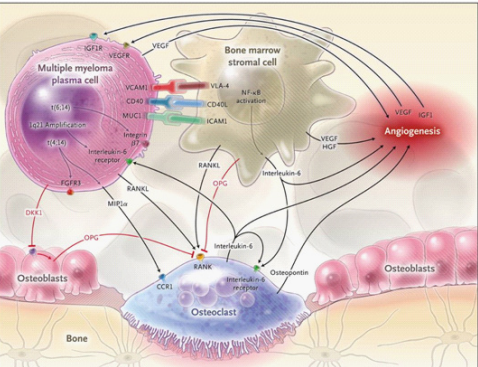 IGF1R
VEGFR
VEGF
Bone marrow
stromal cell
Multiple myeloma
plasma cell
VCAM1
VLA-4
NF-κB
activation
CD40
CD40L
t(6;14)
MUC1
ICAM1
VEGF
IGF1
1q21 Amplification
Integrin
β7
Angiogenesis
t(4;14)
VEGF
HGF
Interleukin-6
receptor
RANKL
Interleukin-6
FGFR3
RANKL
OPG
MIP1α
DKK1
OPG
Interleukin-6
Osteoblasts
RANK
Osteopontin
Osteoblasts
CCR1
Interleukin-6
receptor
Osteoclast
Bone